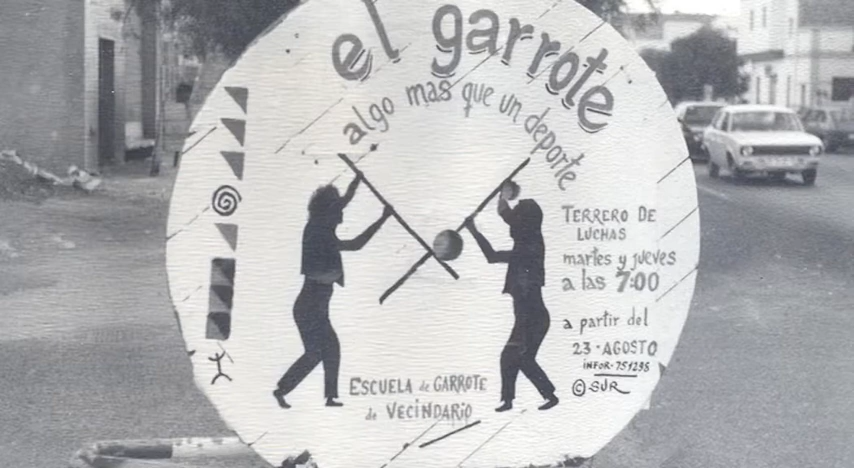 el garrote
algo mas que un deporte
TERRERO DE
LUCHAS
martes y jueves
a las 7:00
a partir del
23 - AGOSTO
INFOR - 751298
© SUR
ESCUELA de GARROTE
de VECINDARIO